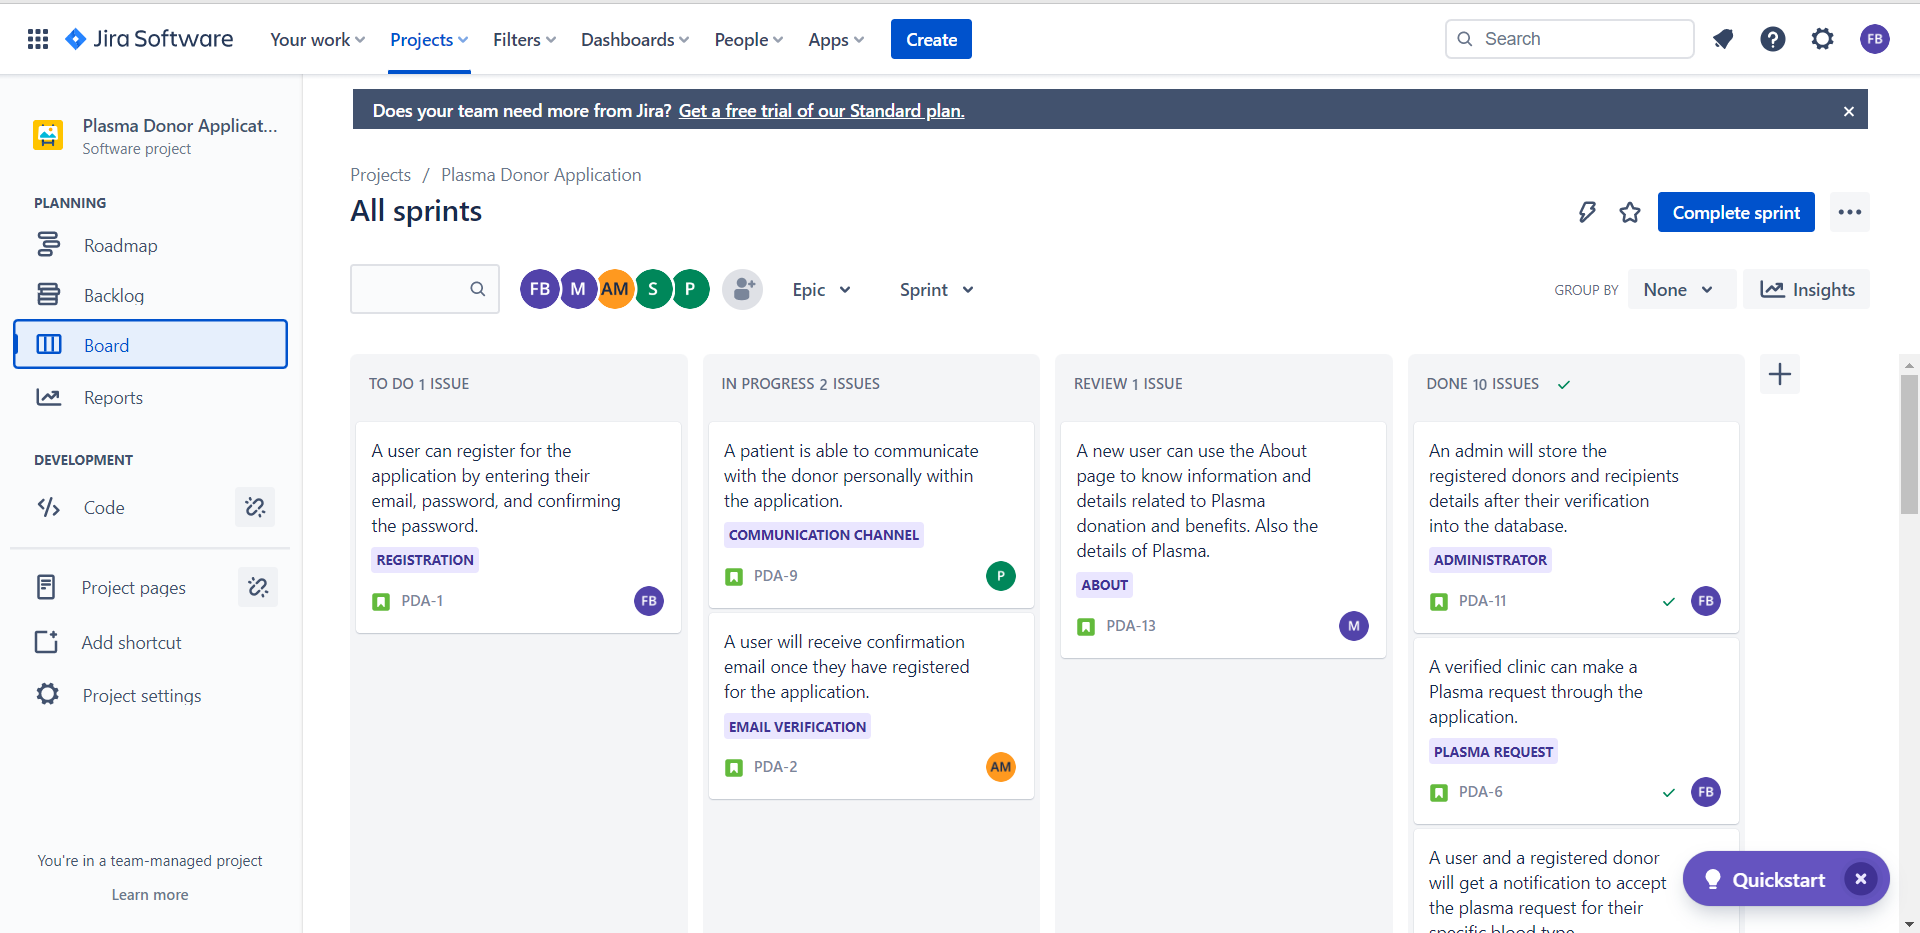 Jira Software
Your work
Projects
Filters
Dashboards
People
Apps
Create
Search
FB
Plasma Donor Applicat...
Software project
PLANNING
Roadmap
Backlog
Board
Reports
DEVELOPMENT
Code
Project pages
Add shortcut
Project settings
You're in a team-managed project
Learn more
Does your team need more from Jira? Get a free trial of our Standard plan.
Projects / Plasma Donor Application
All sprints
Complete sprint
FB
M
AM
S
P
Epic
Sprint
GROUP BY
None
Insights
TO DO 1 ISSUE
A user can register for the
application by entering their
email, password, and confirming
the password.
REGISTRATION
PDA-1
FB
IN PROGRESS 2 ISSUES
A patient is able to communicate
with the donor personally within
the application.
COMMUNICATION CHANNEL
PDA-9
P
A user will receive confirmation
email once they have registered
for the application.
EMAIL VERIFICATION
PDA-2
AM
REVIEW 1 ISSUE
A new user can use the About
page to know information and
details related to Plasma
donation and benefits. Also the
details of Plasma.
ABOUT
PDA-13
M
DONE 10 ISSUES
An admin will store the
registered donors and recipients
details after their verification
into the database.
ADMINISTRATOR
PDA-11
FB
A verified clinic can make a
Plasma request through the
application.
PLASMA REQUEST
PDA-6
FB
A user and a registered donor
will get a notification to accept
the plasma request for their
specific blood type
Quickstart